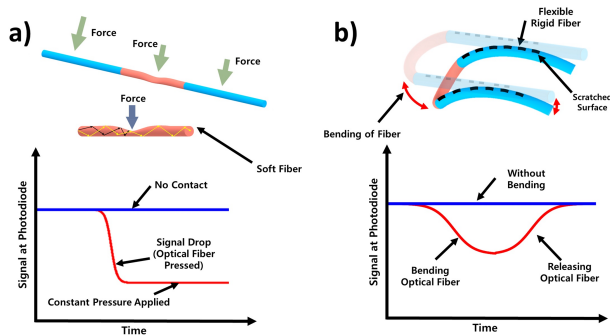 a)
Force
Force
Force
Force
Soft Fiber
Signal at Photodiode
No Contact
Signal Drop
(Optical Fiber
Pressed)
Constant Pressure Applied
Time
b)
Flexible
Rigid Fiber
Scratched
Surface
Bending of Fiber
Signal at Photodiode
Without
Bending
Bending
Optical Fiber
Releasing
Optical Fiber
Time